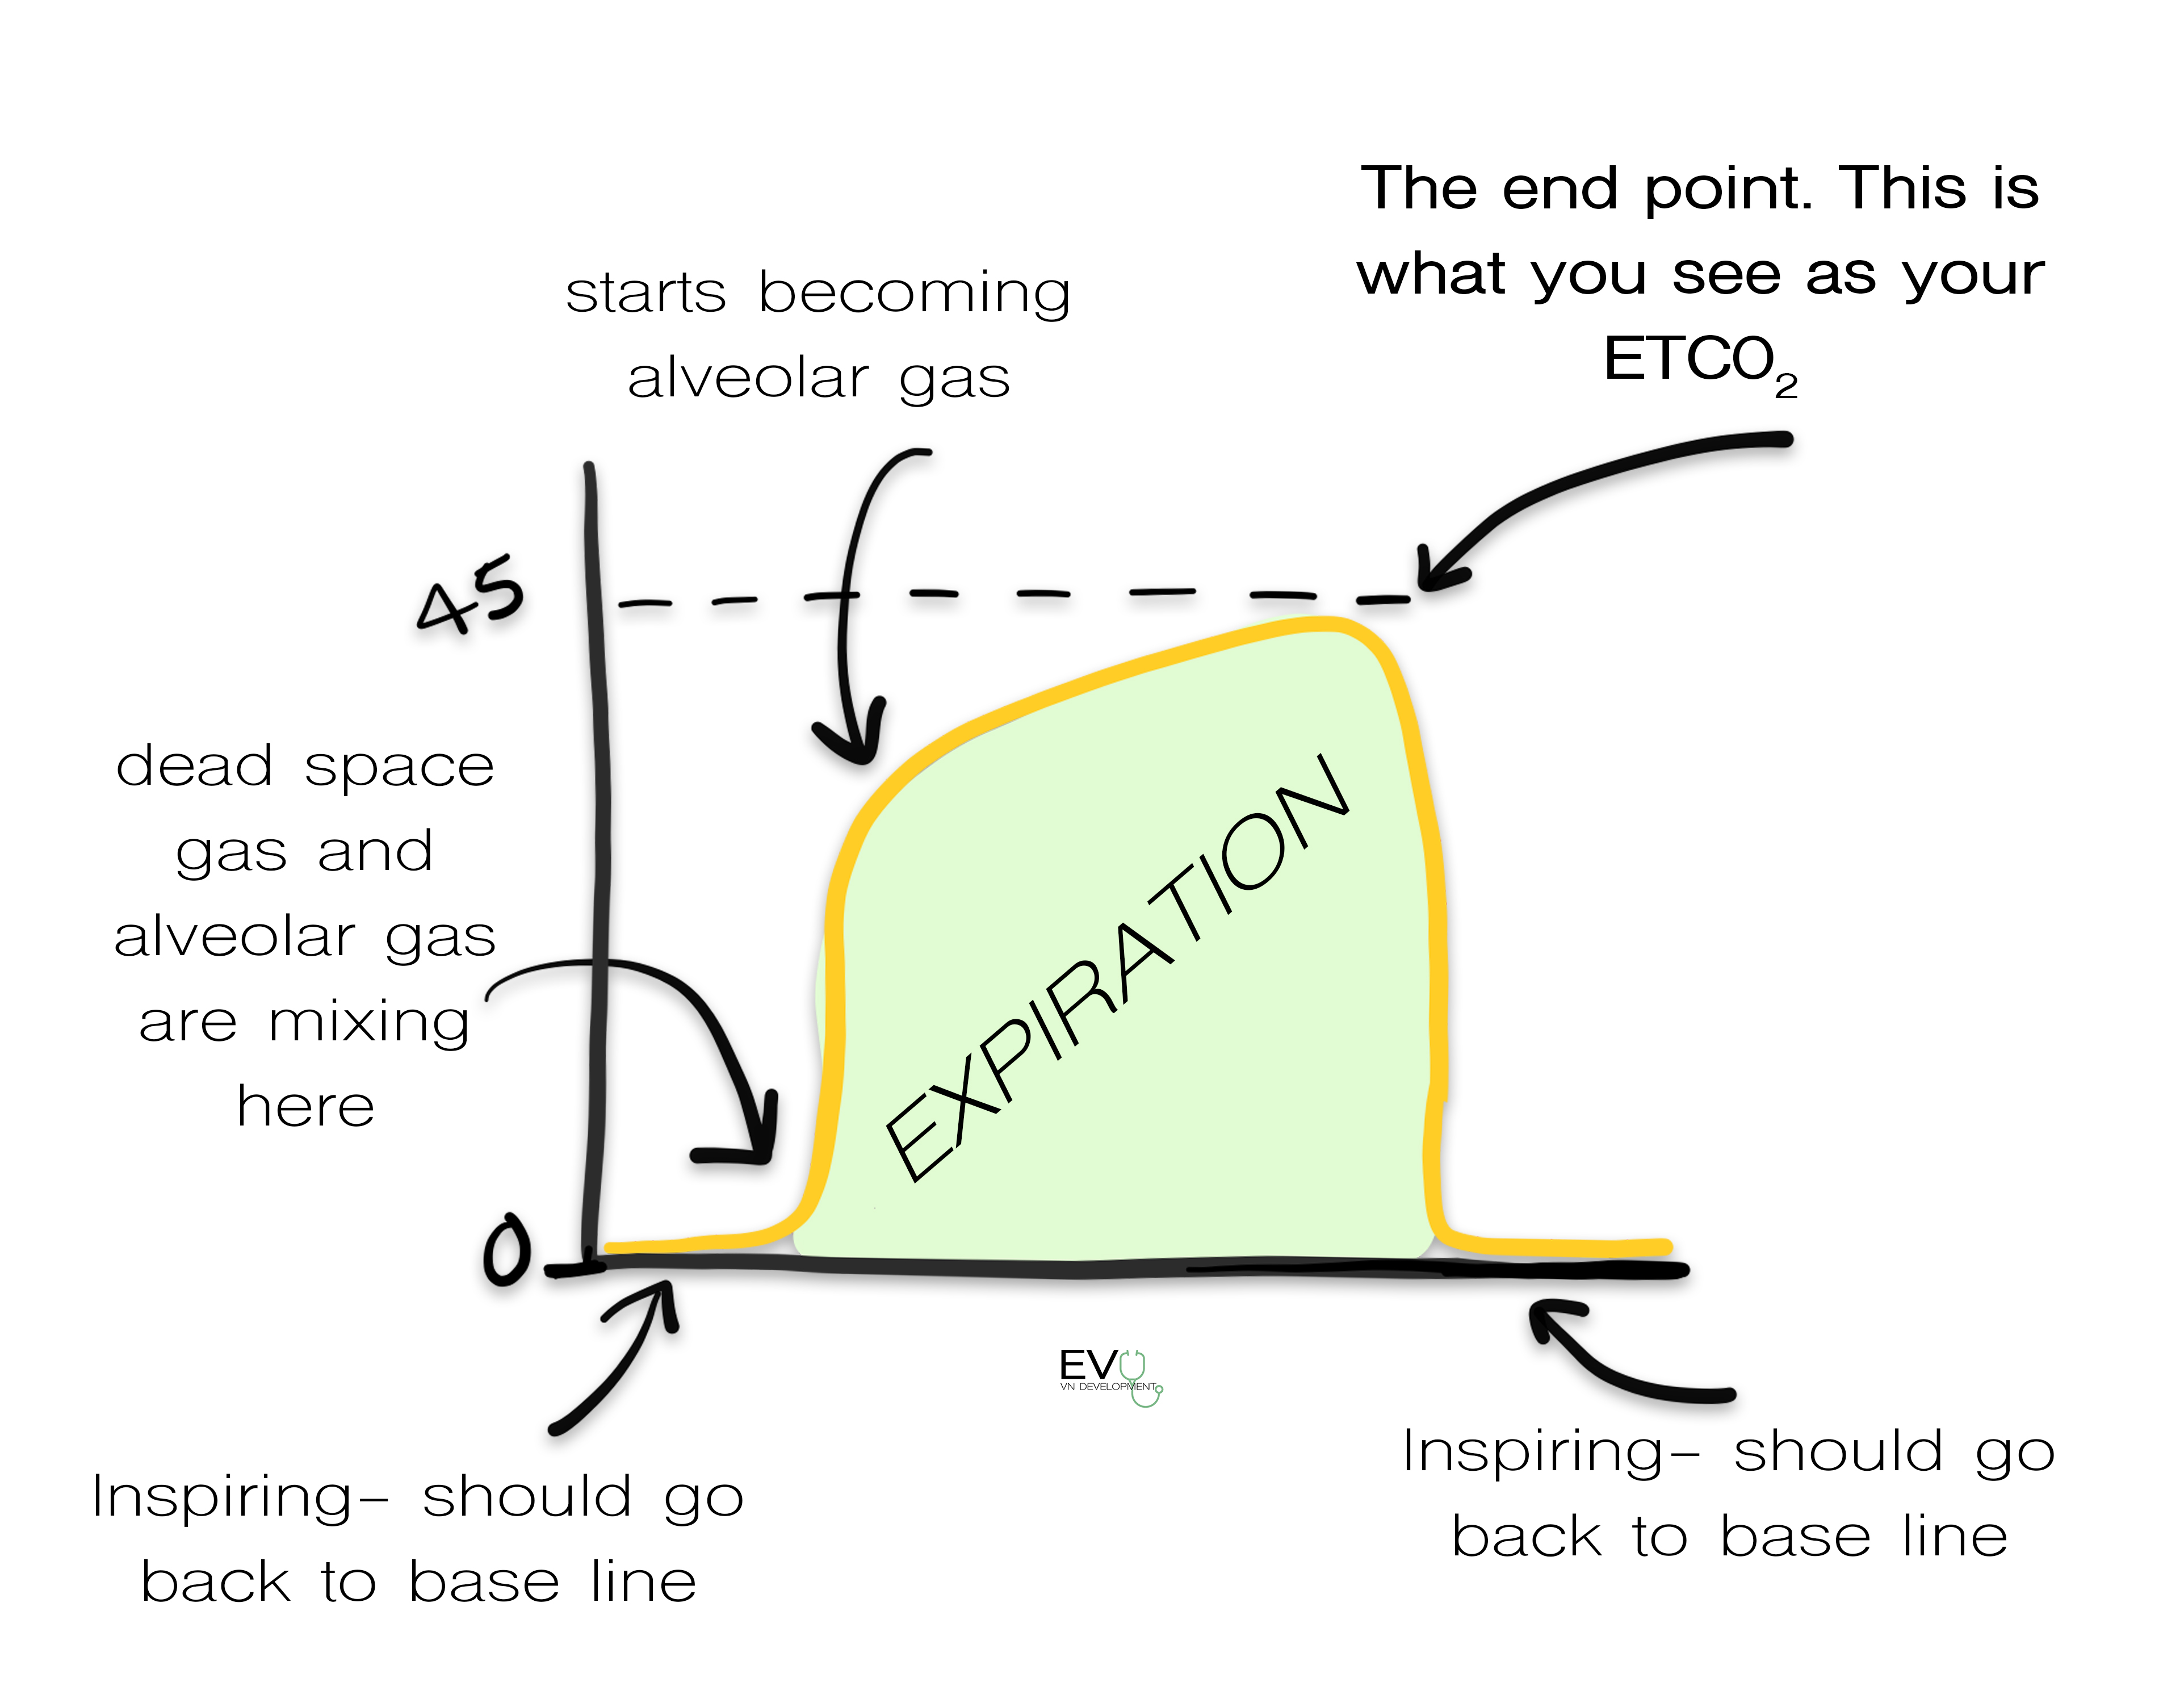 The end point. This is
what you see as your
ETCO₂
starts becoming
alveolar gas
45
dead space
gas and
alveolar gas
are mixing
here
EXPIRATION
0
EV
VN DEVELOPMENT
Inspiring- should go
back to base line
Inspiring- should go
back to base line